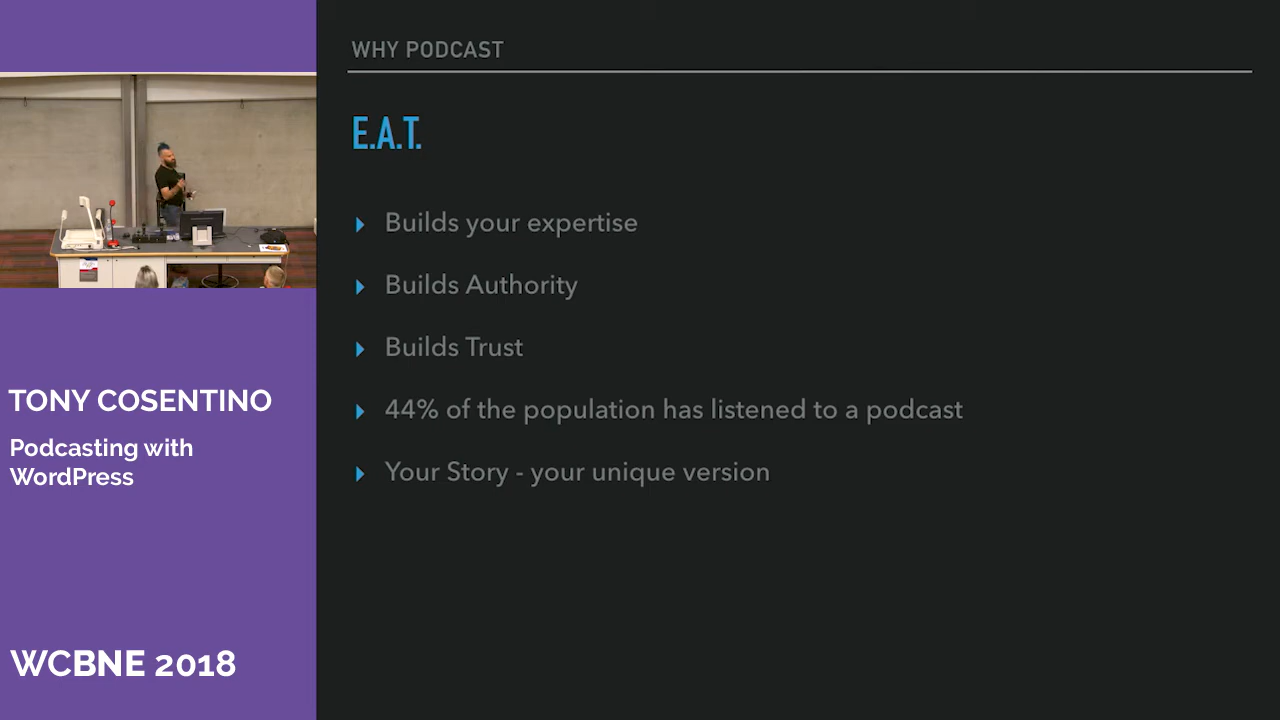 WHY PODCAST
E.A.T.
Builds your expertise
Builds Authority
Builds Trust
44% of the population has listened to a podcast
Your Story - your unique version
TONY COSENTINO
Podcasting with
WordPress
WCBNE 2018